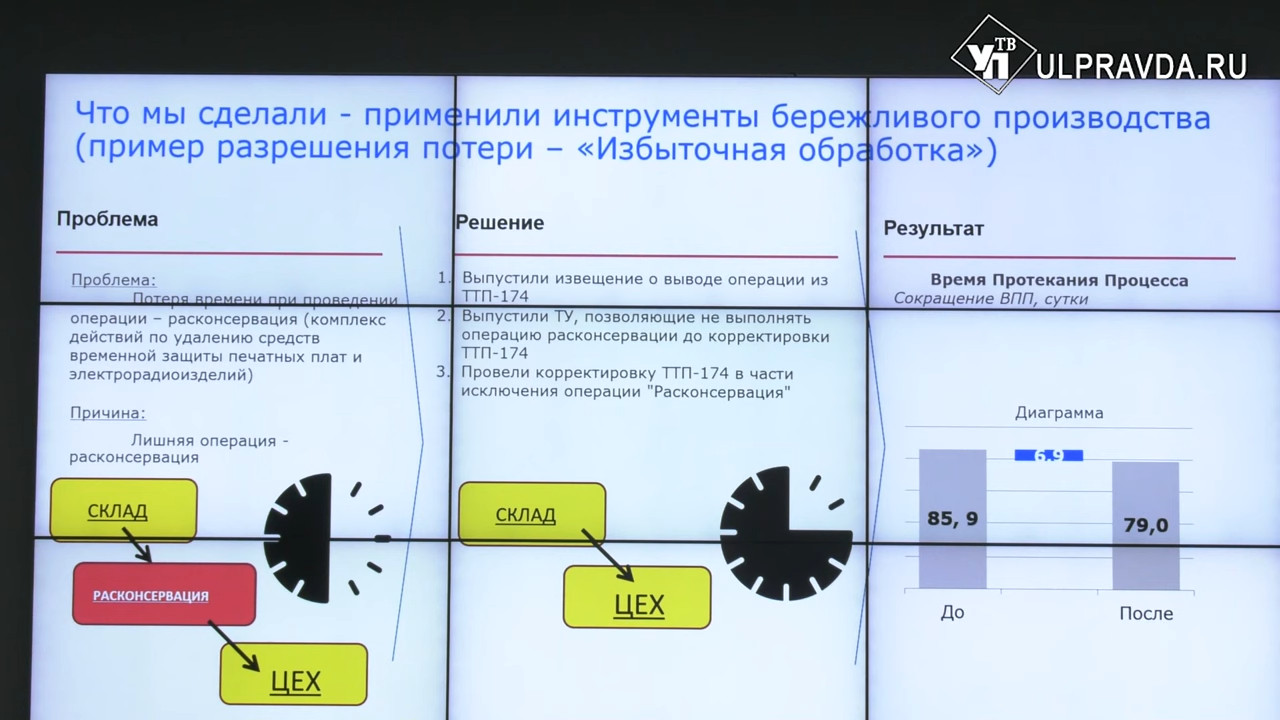 УП ТВ ULPRAVDA.RU
Что мы сделали - применили инструменты бережливого производства
(пример разрешения потери – «Избыточная обработка»)
Проблема
Проблема:
Потеря времени при проведении
операции – расконсервация (комплекс
действий по удалению средств
временной защиты печатных плат и
электрорадиоизделий)
Причина:
Лишняя операция -
расконсервация
СКЛАД
РАСКОНСЕРВАЦИЯ
ЦЕХ
Решение
1. Выпустили извещение о выводе операции из
ТТП-174
2. Выпустили ТУ, позволяющие не выполнять
операцию расконсервации до корректировки
ТТП-174
3. Провели корректировку ТТП-174 в части
исключения операции "Расконсервация"
СКЛАД
ЦЕХ
Результат
Время Протекания Процесса
Сокращение ВПП, сутки
Диаграмма
6.9
85, 9
79,0
До
После